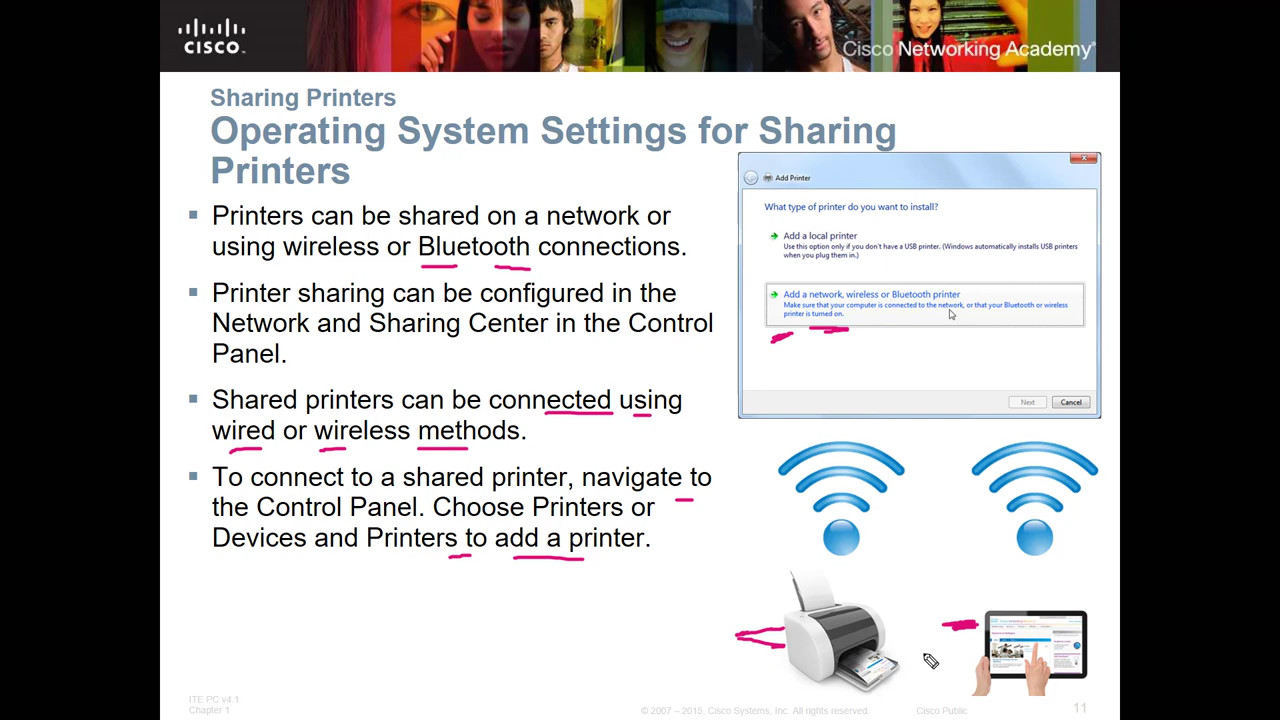 CISCO
Cisco Networking Academy®
Sharing Printers
Operating System Settings for Sharing
Printers
Printers can be shared on a network or
using wireless or Bluetooth connections.
Printer sharing can be configured in the
Network and Sharing Center in the Control
Panel.
Shared printers can be connected using
wired or wireless methods.
To connect to a shared printer, navigate to
the Control Panel. Choose Printers or
Devices and Printers to add a printer.
Add Printer
What type of printer do you want to install?
Add a local printer
Use this option only if you don't have a USB printer. (Windows automatically installs USB printers
when you plug them in.)
Add a network, wireless or Bluetooth printer
Make sure that your computer is connected to the network, or that your Bluetooth or wireless
printer is turned on.
Next
Cancel
ITE PC v4.1
Chapter 1
© 2007 – 2015, Cisco Systems, Inc. All rights reserved.
Cisco Public
11